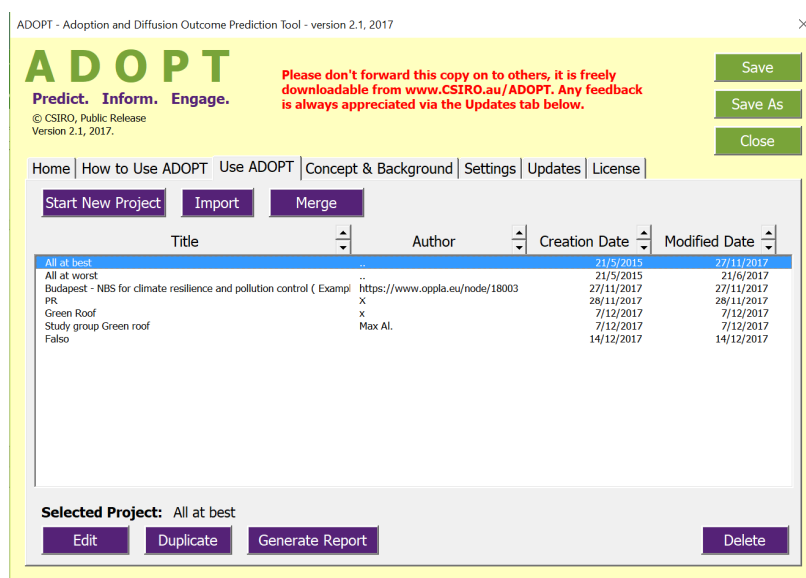 ADOPT - Adoption and Diffusion Outcome Prediction Tool - version 2.1, 2017
ADOPT
Predict. Inform. Engage.
© CSIRO, Public Release
Version 2.1, 2017.
Please don't forward this copy on to others, it is freely
downloadable from www.CSIRO.au/ADOPT. Any feedback
is always appreciated via the Updates tab below.
Save
Save As
Close
Home How to Use ADOPT Use ADOPT Concept & Background Settings Updates License
Start New Project Import Merge
Title Author Creation Date Modified Date
All at best .. 21/5/2015 27/11/2017
All at worst .. 21/5/2015 21/6/2017
Budapest - NBS for climate resilience and pollution control ( Exampl https://www.oppla.eu/node/18003 27/11/2017 27/11/2017
PR X 28/11/2017 28/11/2017
Green Roof x 7/12/2017 7/12/2017
Study group Green roof Max Al. 7/12/2017 7/12/2017
Falso 14/12/2017 14/12/2017
Selected Project: All at best
Edit Duplicate Generate Report Delete